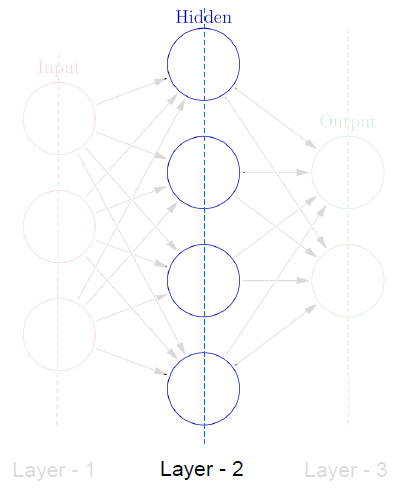 Hidden
Input
Output
Layer - 1
Layer - 2
Layer - 3